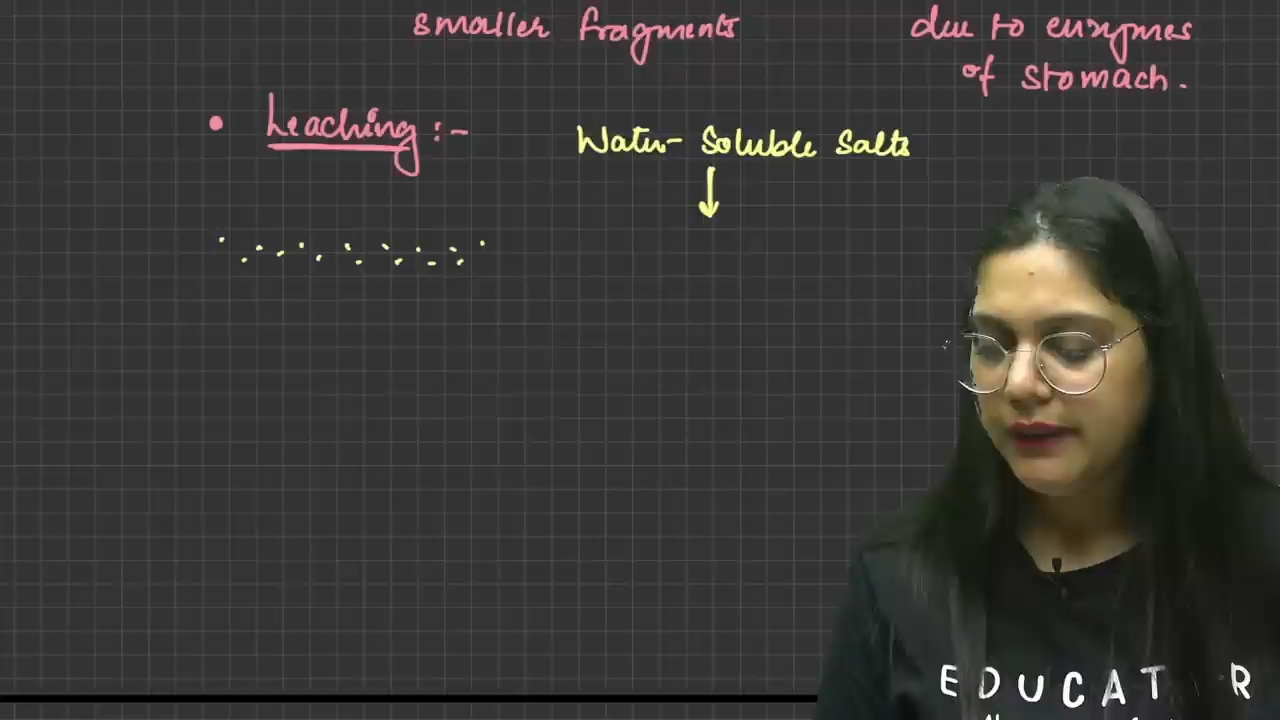 smaller fragments
due to enzymes
of stomach.
• Leaching :-
Water-Soluble Salts
↓
EDUCAT R